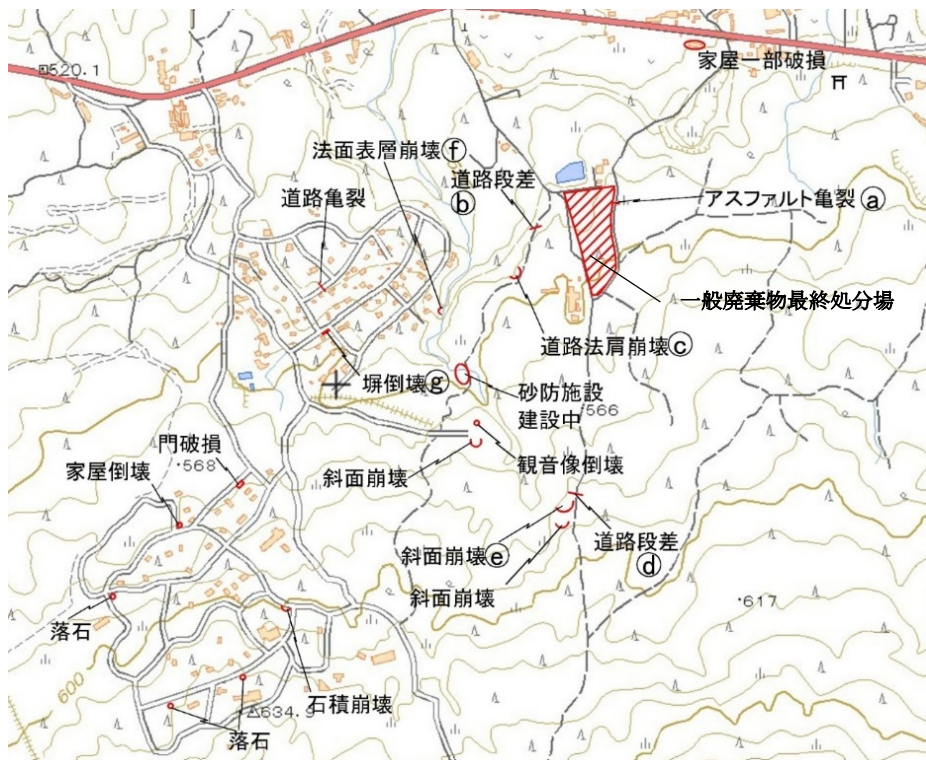 520.1
家屋一部破損
法面表層崩壊ⓕ
道路段差
ⓑ
道路亀裂
アスファルト亀裂ⓐ
一般廃棄物最終処分場
道路法肩崩壊ⓒ
塀倒壊ⓖ
砂防施設
建設中
566
門破損
568
家屋倒壊
斜面崩壊
観音像倒壊
斜面崩壊ⓔ
道路段差
ⓓ
斜面崩壊
617
落石
600
石積崩壊
634.9
落石